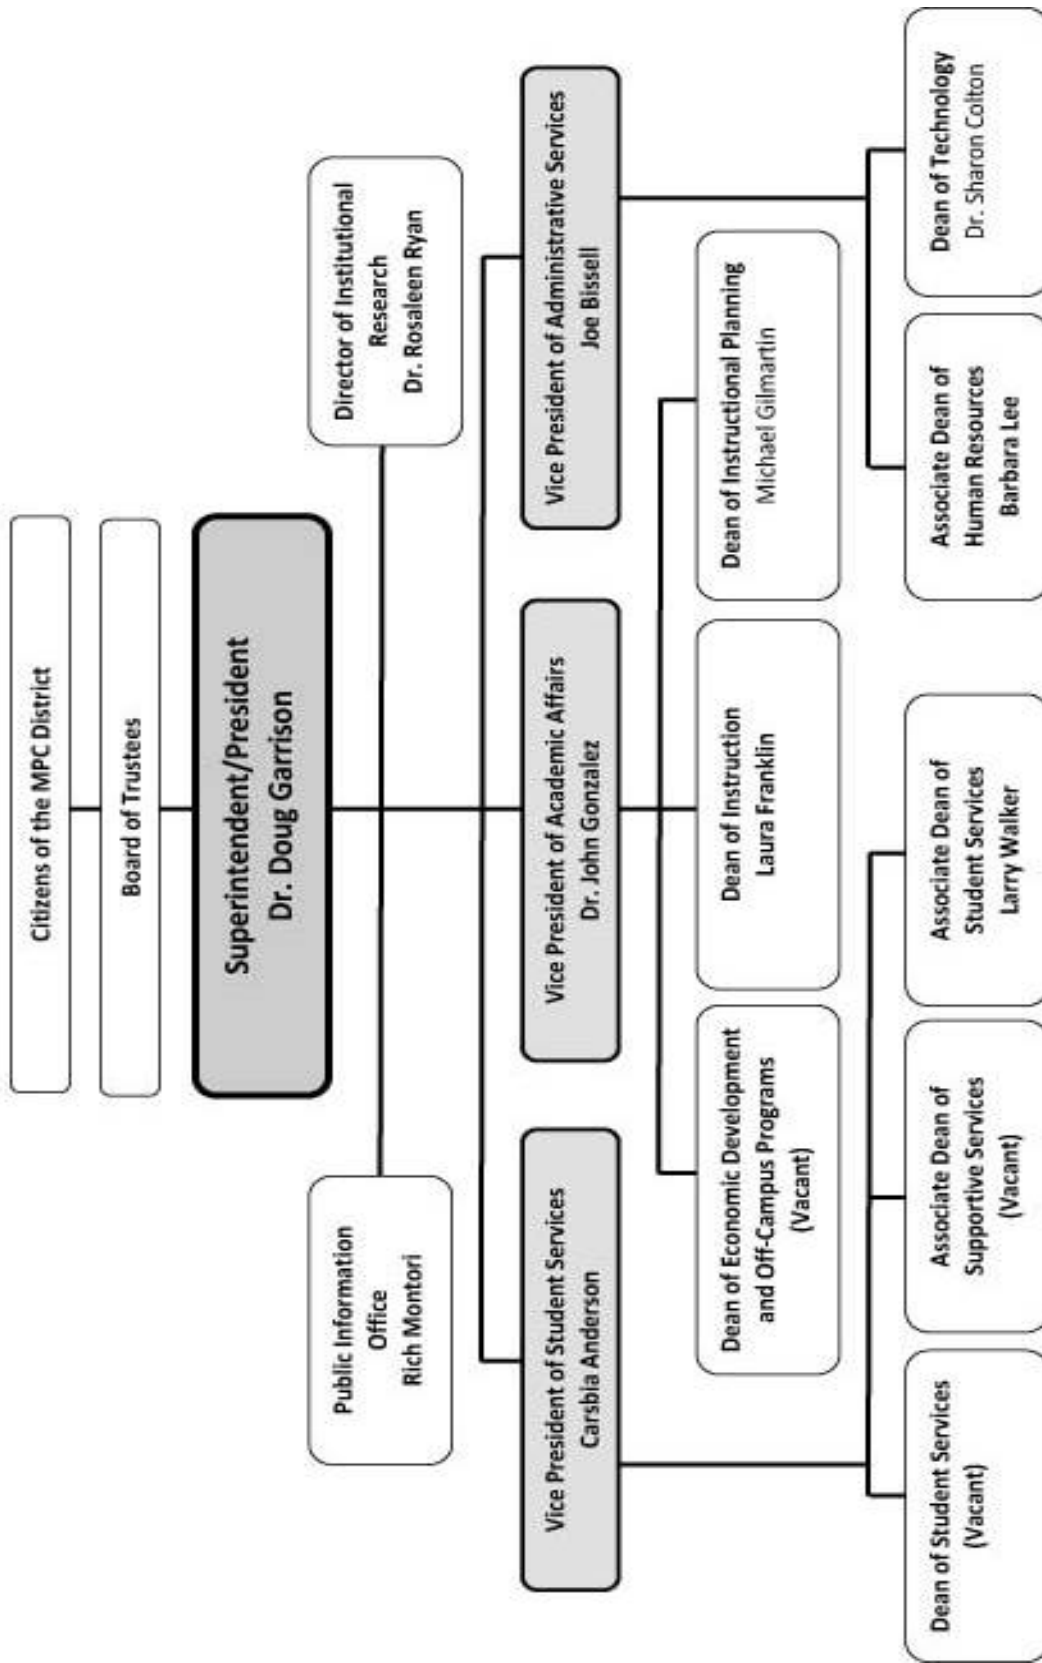 Citizens of the MPC District
Board of Trustees
Superintendent/President
Dr. Doug Garrison
Public Information
Office
Rich Montori
Director of Institutional
Research
Dr. Rosaleen Ryan
Vice President of Student Services
Carsbia Anderson
Vice President of Academic Affairs
Dr. John Gonzalez
Vice President of Administrative Services
Joe Bissell
Dean of Economic Development
and Off-Campus Programs
(Vacant)
Dean of Instruction
Laura Franklin
Dean of Instructional Planning
Michael Gilmartin
Dean of Student Services
(Vacant)
Associate Dean of
Supportive Services
(Vacant)
Associate Dean of
Student Services
Larry Walker
Associate Dean of
Human Resources
Barbara Lee
Dean of Technology
Dr. Sharon Colton